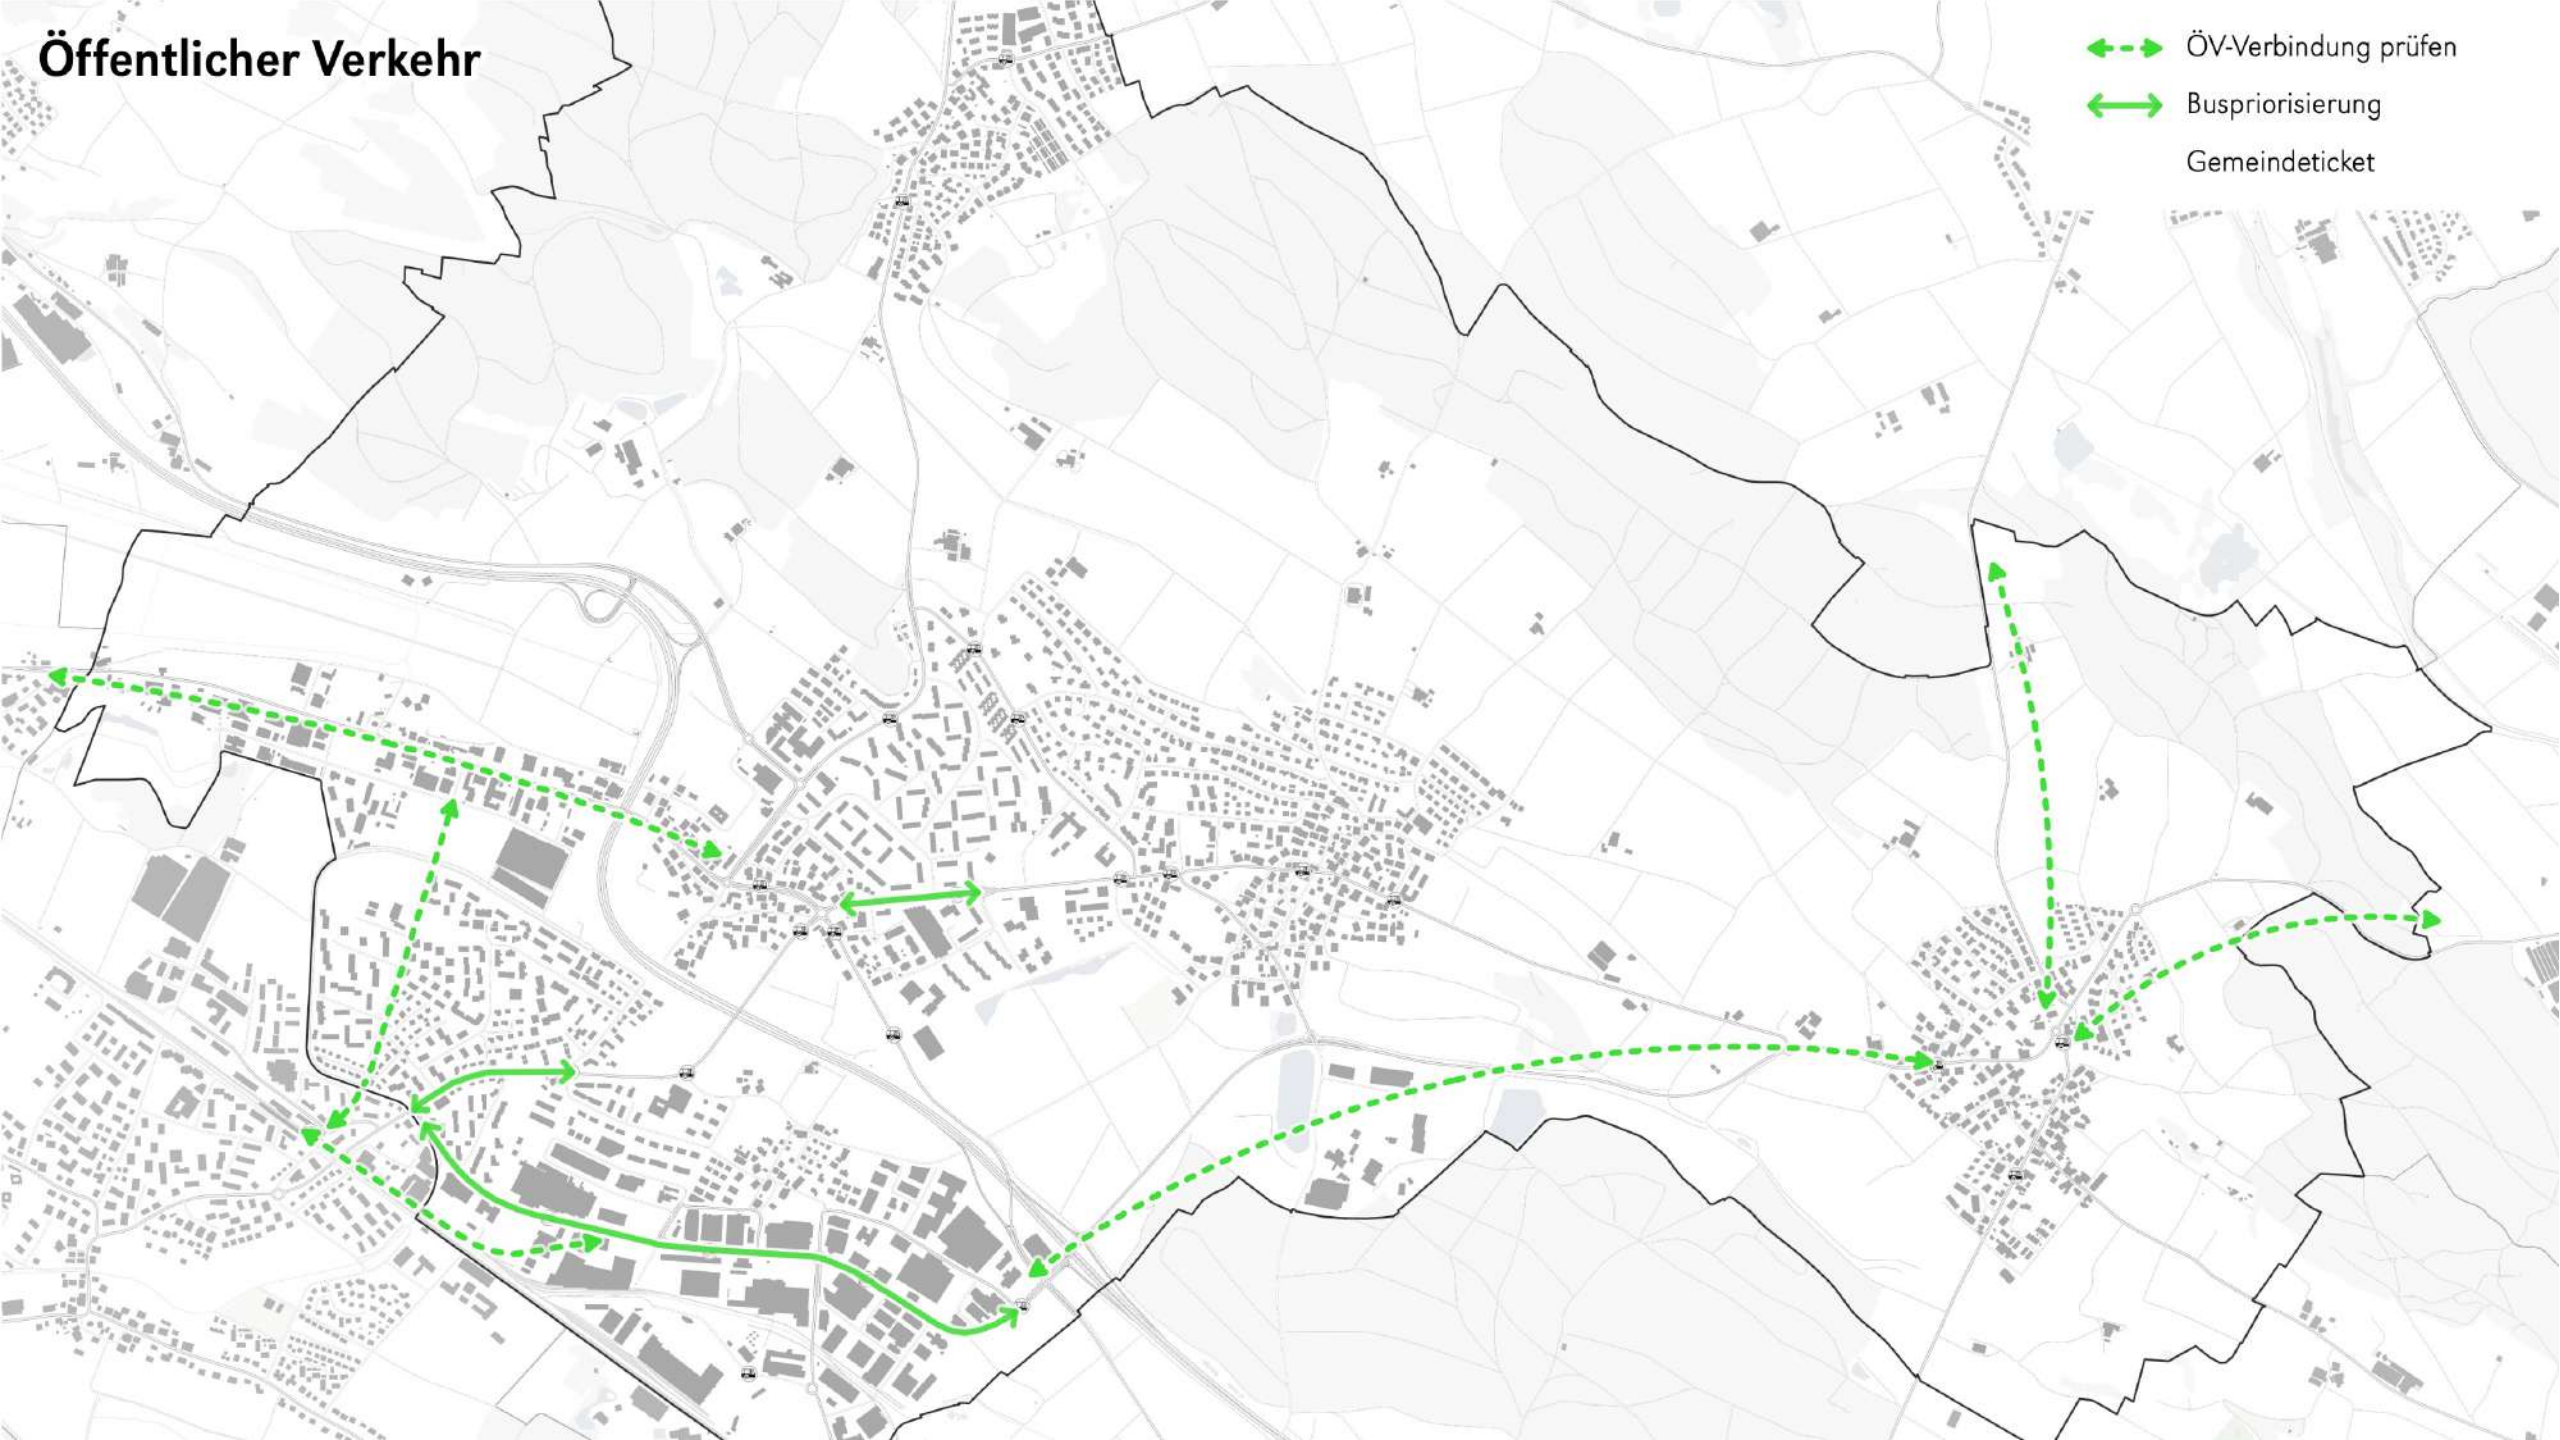 Öffentlicher Verkehr
ÖV-Verbindung prüfen
Buspriorisierung
Gemeindeticket